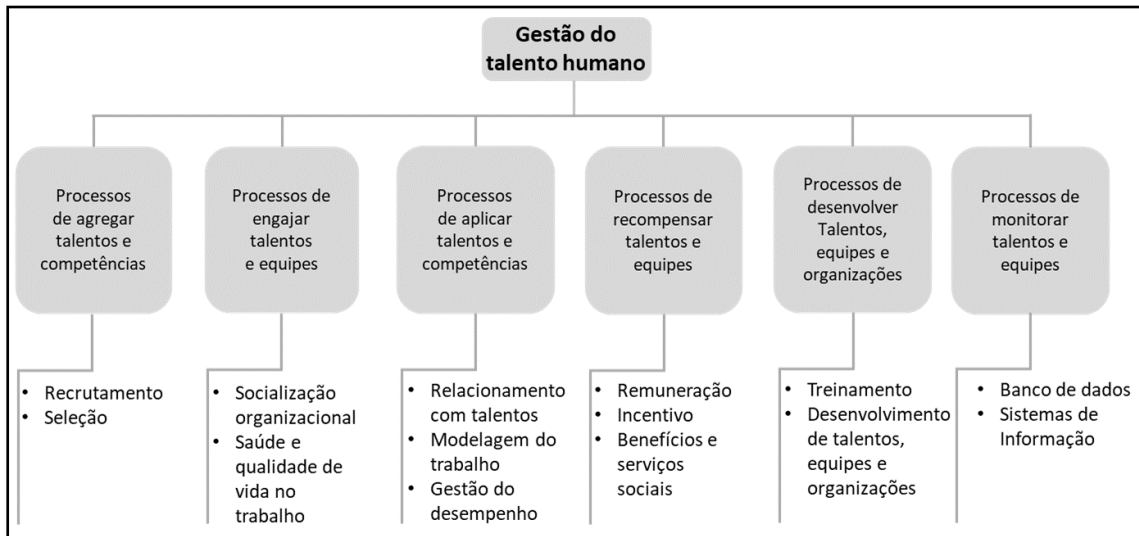 Gestão do
talento humano
Processos
de agregar
talentos e
competências
Processos de
engajar
talentos
e equipes
Processos
de aplicar
talentos e
competências
Processos de
recompensar
talentos e
equipes
Processos de
desenvolver
Talentos,
equipes e
organizações
Processos de
monitorar
talentos e
equipes
• Recrutamento
• Seleção
• Socialização
organizacional
• Saúde e
qualidade de
vida no
trabalho
• Relacionamento
com talentos
• Modelagem do
trabalho
• Gestão do
desempenho
• Remuneração
• Incentivo
• Benefícios e
serviços
sociais
• Treinamento
• Desenvolvimento
de talentos,
equipes e
organizações
• Banco de dados
• Sistemas de
Informação